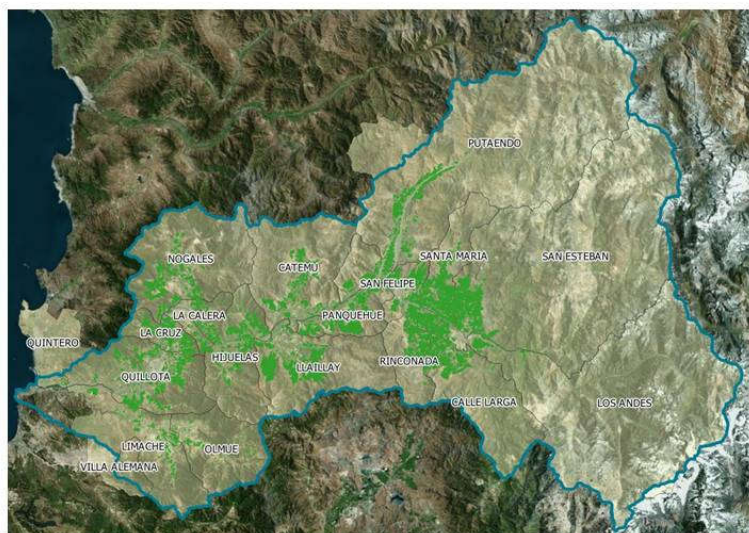 PUTAENDO
NOGALES
CATEMU
SANTA MARIA
SAN ESTEBAN
SAN FELIPE
LA CALERA
PANQUEHUE
LA CRUZ
QUINTERO
HIJUELAS
LLAILLAY
RINCONADA
QUILLOTA
CALLE LARGA
LOS ANDES
LIMACHE
OLMUE
VILLA ALEMANA